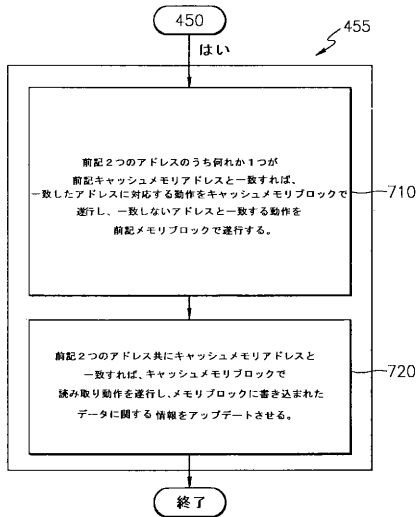 450
はい
455
前記２つのアドレスのうち何れか１つが
前記キャッシュメモリアドレスと一致すれば、
一致したアドレスに対応する動作をキャッシュメモリブロックで
遂行し、一致しないアドレスと一致する動作を
前記メモリブロックで遂行する。
710
前記２つのアドレス共にキャッシュメモリアドレスと
一致すれば、キャッシュメモリブロックで
読み取り動作を遂行し、メモリブロックに書き込まれた
データに関する情報をアップデートさせる。
720
終了